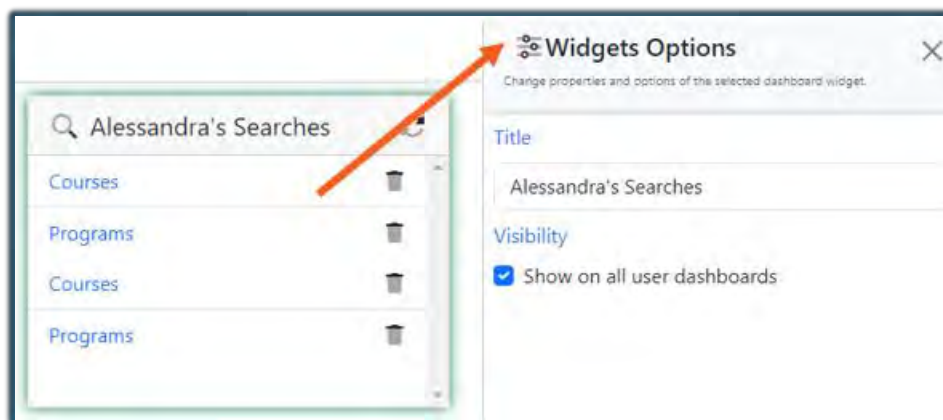 Widgets Options
Change properties and options of the selected dashboard widget.
Alessandra's Searches
Courses
Programs
Courses
Programs
Title
Alessandra's Searches
Visibility
Show on all user dashboards